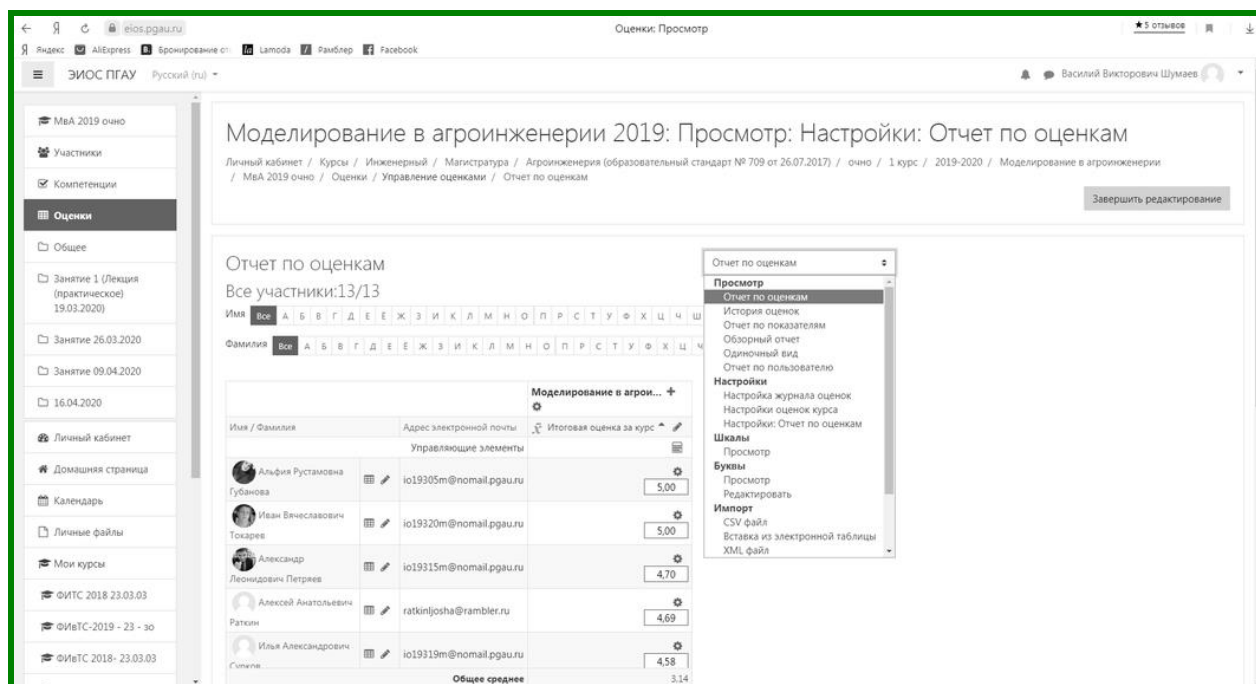 eios.pgau.ru
Оценки: Просмотр
★5 отзывов
Яндекс AliExpress Бронирование Lamoda Рамблер Facebook
ЭИОС ПГАУ Русский (ru)
Василий Викторович Шумаев
МвА 2019 очно
Участники
Компетенции
Оценки
Общее
Занятие 1 (Лекция
(практическое)
19.03.2020)
Занятие 26.03.2020
Занятие 09.04.2020
16.04.2020
Личный кабинет
Домашняя страница
Календарь
Личные файлы
Мои курсы
ФИТС 2018 23.03.03
ФИвТС-2019 - 23 - зо
ФИвТС 2018- 23.03.03
Моделирование в агроинженерии 2019: Просмотр: Настройки: Отчет по оценкам
Личный кабинет / Курсы / Инженерный / Магистратура / Агроинженерия (образовательный стандарт № 709 от 26.07.2017) / очно / 1 курс / 2019-2020 / Моделирование в агроинженерии
/ МвА 2019 очно / Оценки / Управление оценками / Отчет по оценкам
Завершить редактирование
Отчет по оценкам
Все участники:13/13
Имя Все А Б В Г Д Е Ё Ж З И К Л М Н О П Р С Т У Ф Х Ц Ч Ш
Фамилия Все А Б В Г Д Е Ё Ж З И К Л М Н О П Р С Т У Ф Х Ц Ч
Моделирование в агрои...
Имя / Фамилия Адрес электронной почты Итоговая оценка за курс
Управляющие элементы
Альфия Рустамовна
Губанова
io19305m@nomail.pgau.ru
5,00
Иван Вячеславович
Токарев
io19320m@nomail.pgau.ru
5,00
Александр
Леонидович Петряев
io19315m@nomail.pgau.ru
4,70
Алексей Анатольевич
Раткин
ratkinljosha@rambler.ru
4,69
Илья Александрович
Сурков
io19319m@nomail.pgau.ru
4,58
Общее среднее 3,14
Отчет по оценкам
Просмотр
Отчет по оценкам
История оценок
Отчет по показателям
Обзорный отчет
Одиночный вид
Отчет по пользователю
Настройки
Настройка журнала оценок
Настройки оценок курса
Настройки: Отчет по оценкам
Шкалы
Просмотр
Буквы
Просмотр
Редактировать
Импорт
CSV файл
Вставка из электронной таблицы
XML файл